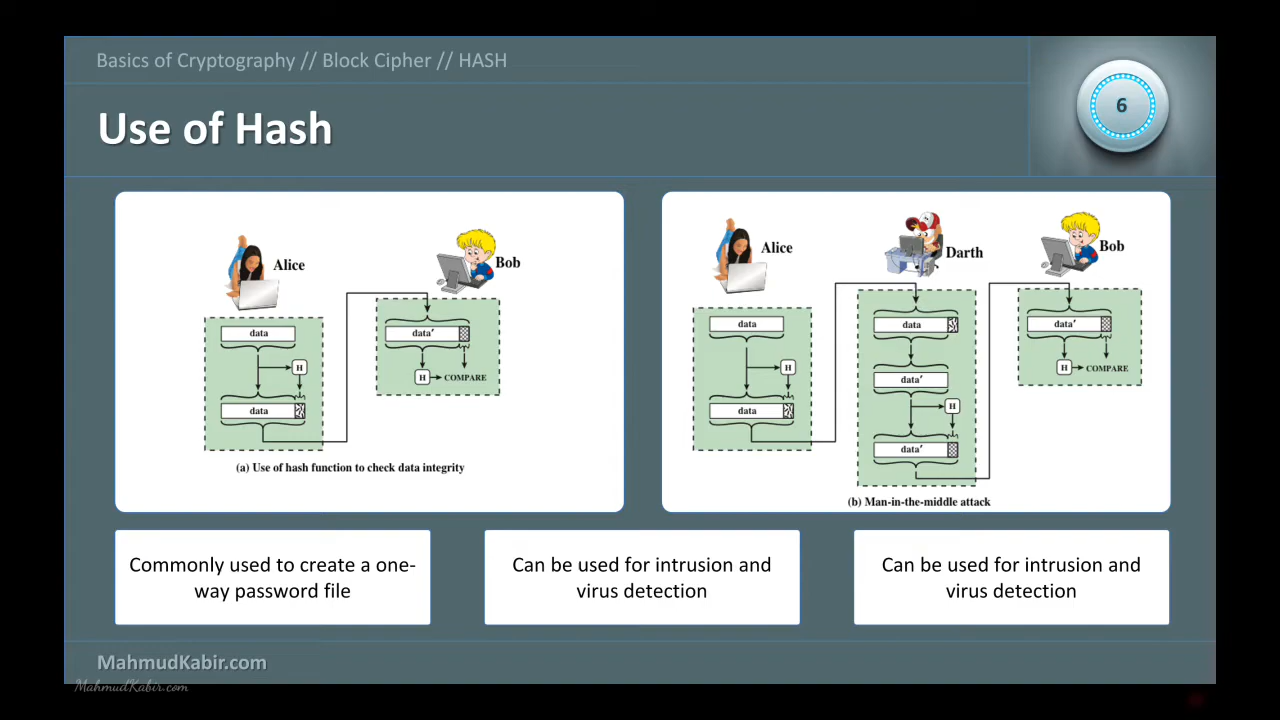 Basics of Cryptography // Block Cipher // HASH
6
Use of Hash
Alice
Bob
data
H
data
data′
H
COMPARE
(a) Use of hash function to check data integrity
Alice
Darth
Bob
data
H
data
data
data′
H
data′
data′
H
COMPARE
(b) Man-in-the-middle attack
Commonly used to create a one-
way password file
Can be used for intrusion and
virus detection
Can be used for intrusion and
virus detection
MahmudKabir.com
MahmudKabir.com